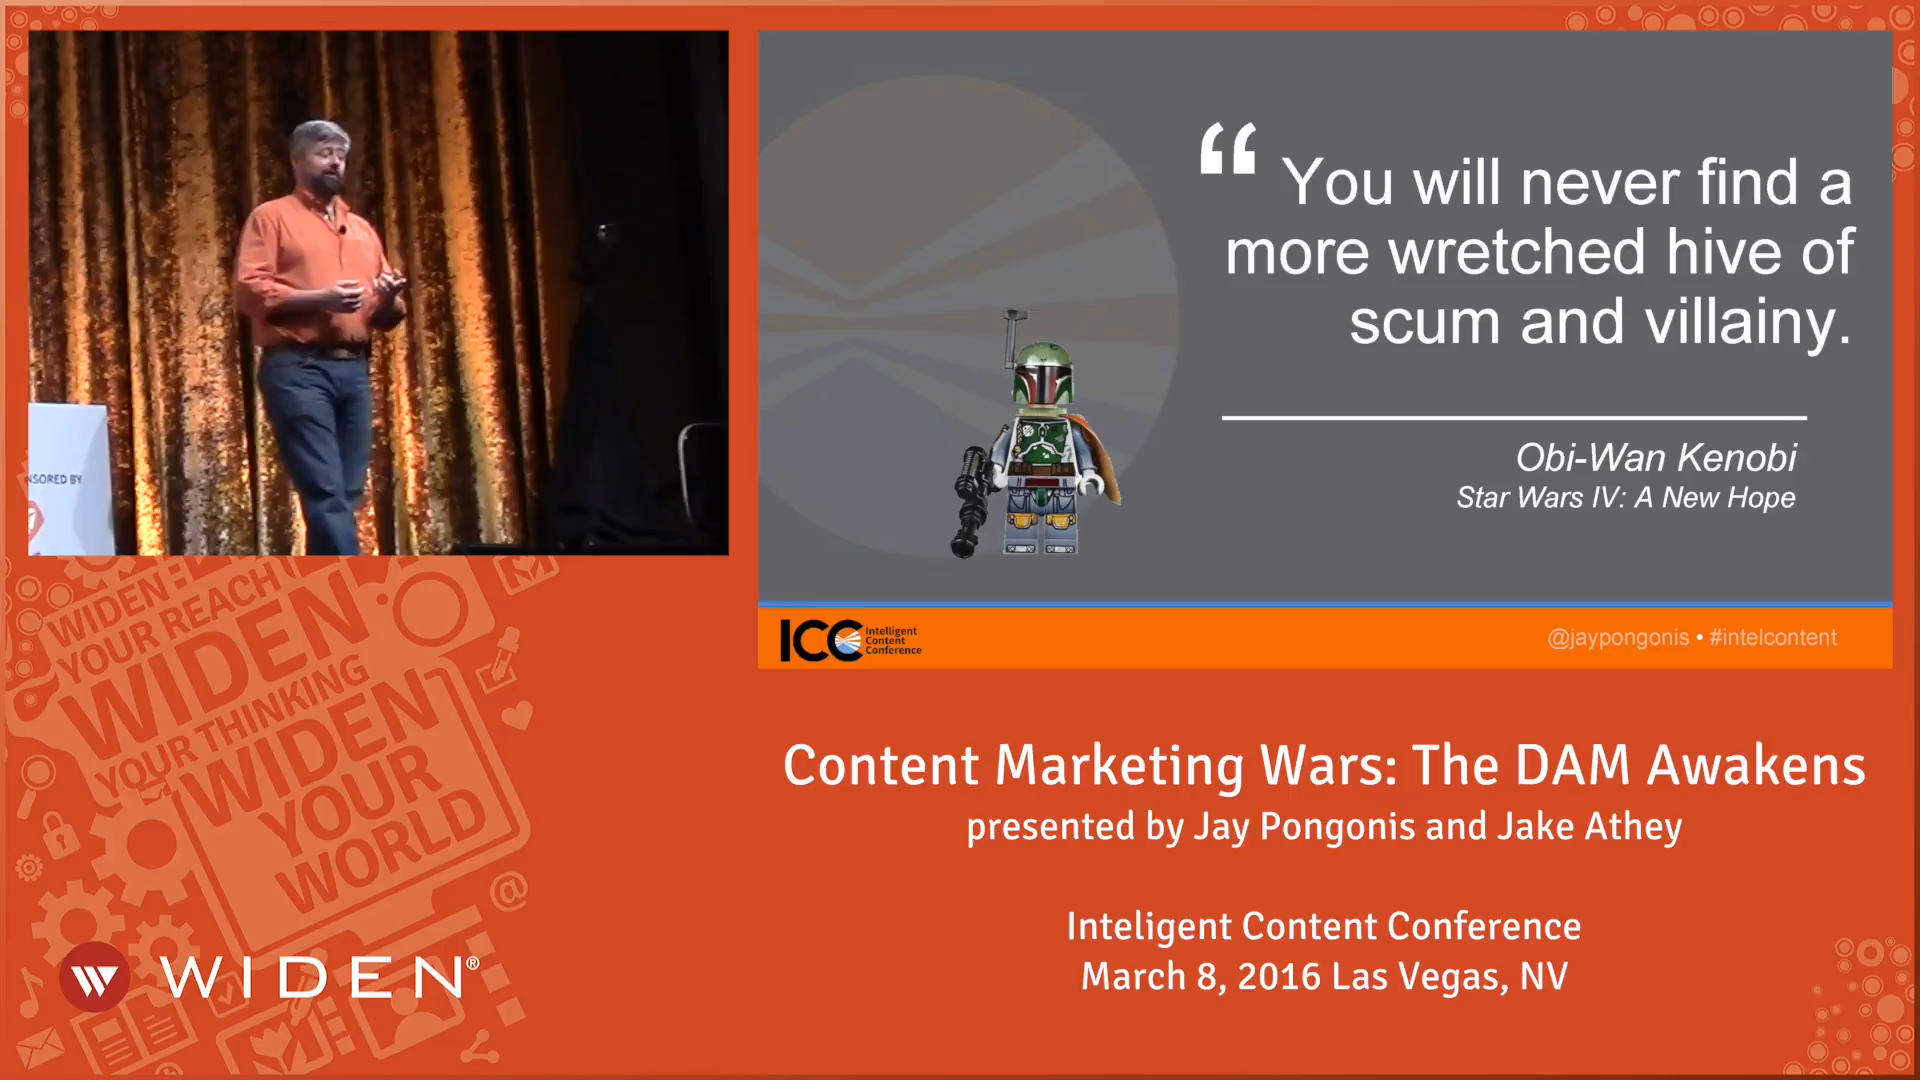 NSORED BY
“ You will never find a
more wretched hive of
scum and villainy.
Obi-Wan Kenobi
Star Wars IV: A New Hope
ICC Intelligent
Content
Conference
@jaypongonis • #intelcontent
WIDEN
YOUR REACH
WIDEN
YOUR THINKING
WIDEN
YOUR
WORLD
@
Content Marketing Wars: The DAM Awakens
presented by Jay Pongonis and Jake Athey
Inteligent Content Conference
March 8, 2016 Las Vegas, NV
W WIDEN®